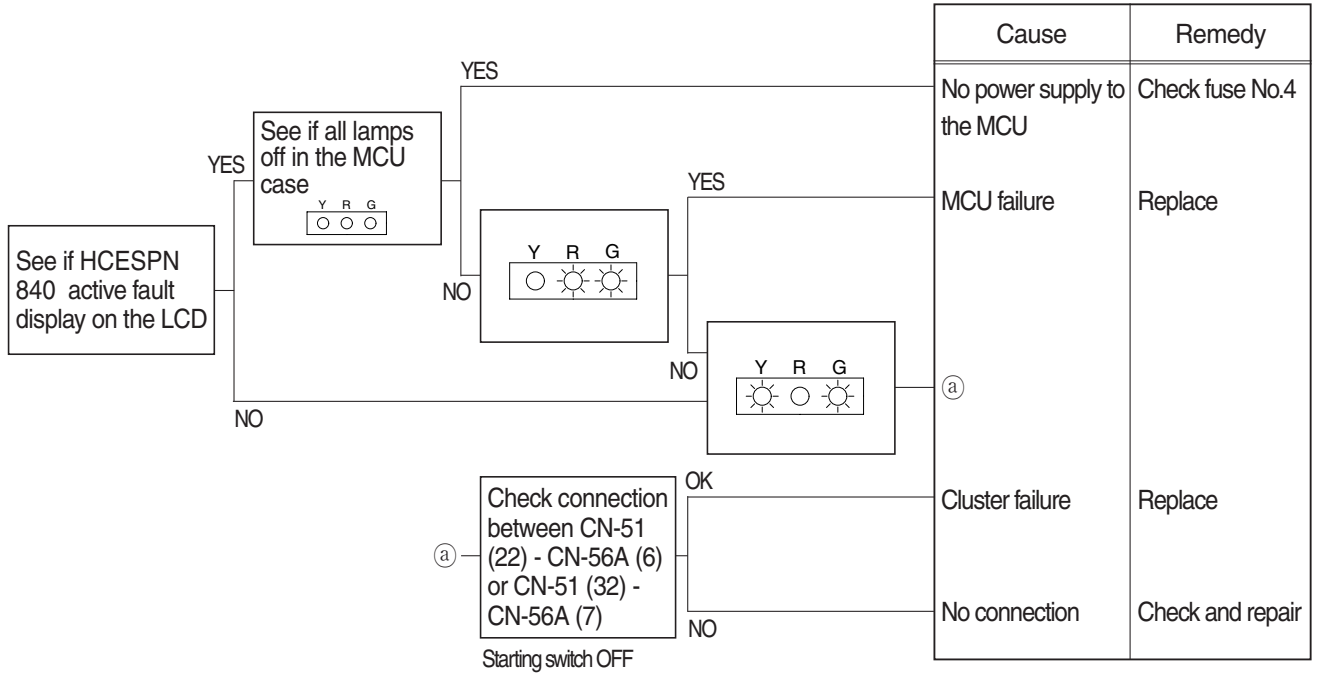 Cause
Remedy
YES
No power supply to
the MCU
Check fuse No.4
See if all lamps
off in the MCU
case
Y R G
YES
YES
MCU failure
Replace
See if HCESPN
840 active fault
display on the LCD
Y R G
NO
NO
Y R G
ⓐ
NO
Check connection
between CN-51
(22) - CN-56A (6)
or CN-51 (32) -
CN-56A (7)
OK
Cluster failure
Replace
ⓐ
No connection
Check and repair
NO
Starting switch OFF